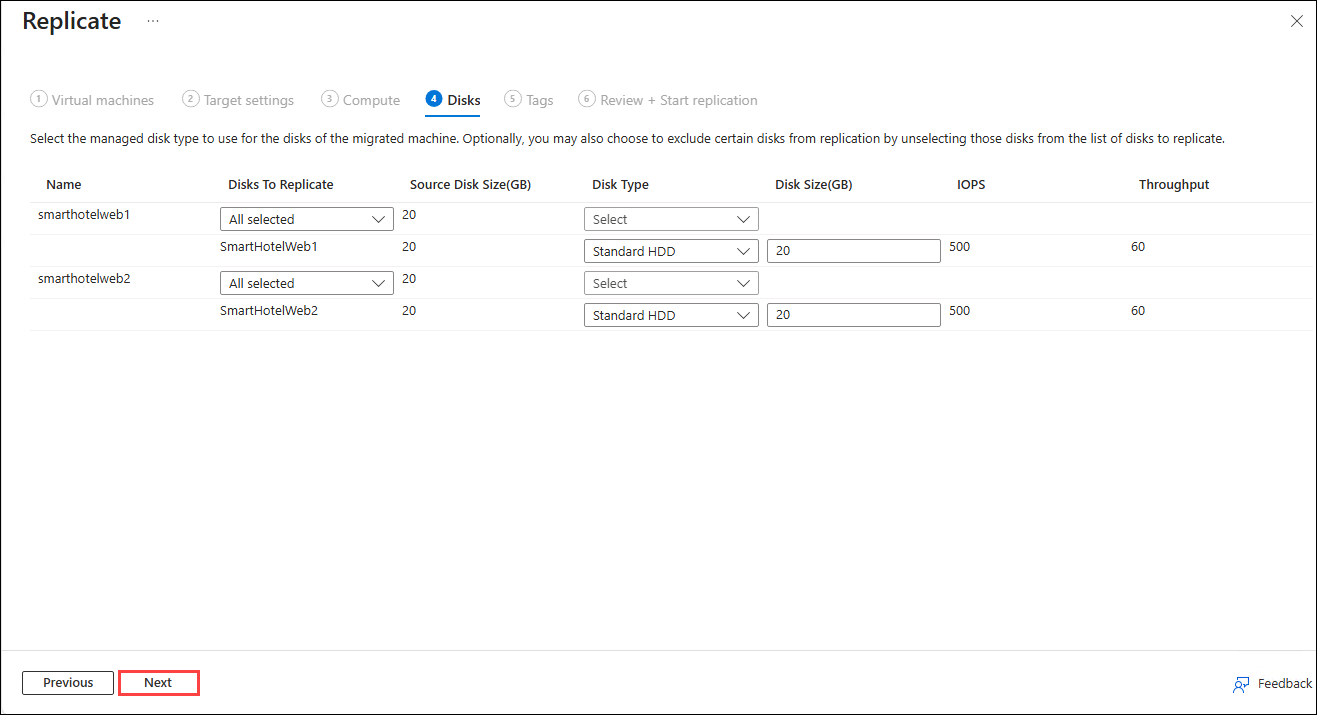 Replicate ...
1 Virtual machines 2 Target settings 3 Compute 4 Disks 5 Tags 6 Review + Start replication
Select the managed disk type to use for the disks of the migrated machine. Optionally, you may also choose to exclude certain disks from replication by unselecting those disks from the list of disks to replicate.
Name Disks To Replicate Source Disk Size(GB) Disk Type Disk Size(GB) IOPS Throughput
smarthotelweb1 All selected 20 Select
SmartHotelWeb1 20 Standard HDD 20 500 60
smarthotelweb2 All selected 20 Select
SmartHotelWeb2 20 Standard HDD 20 500 60
Previous Next Feedback